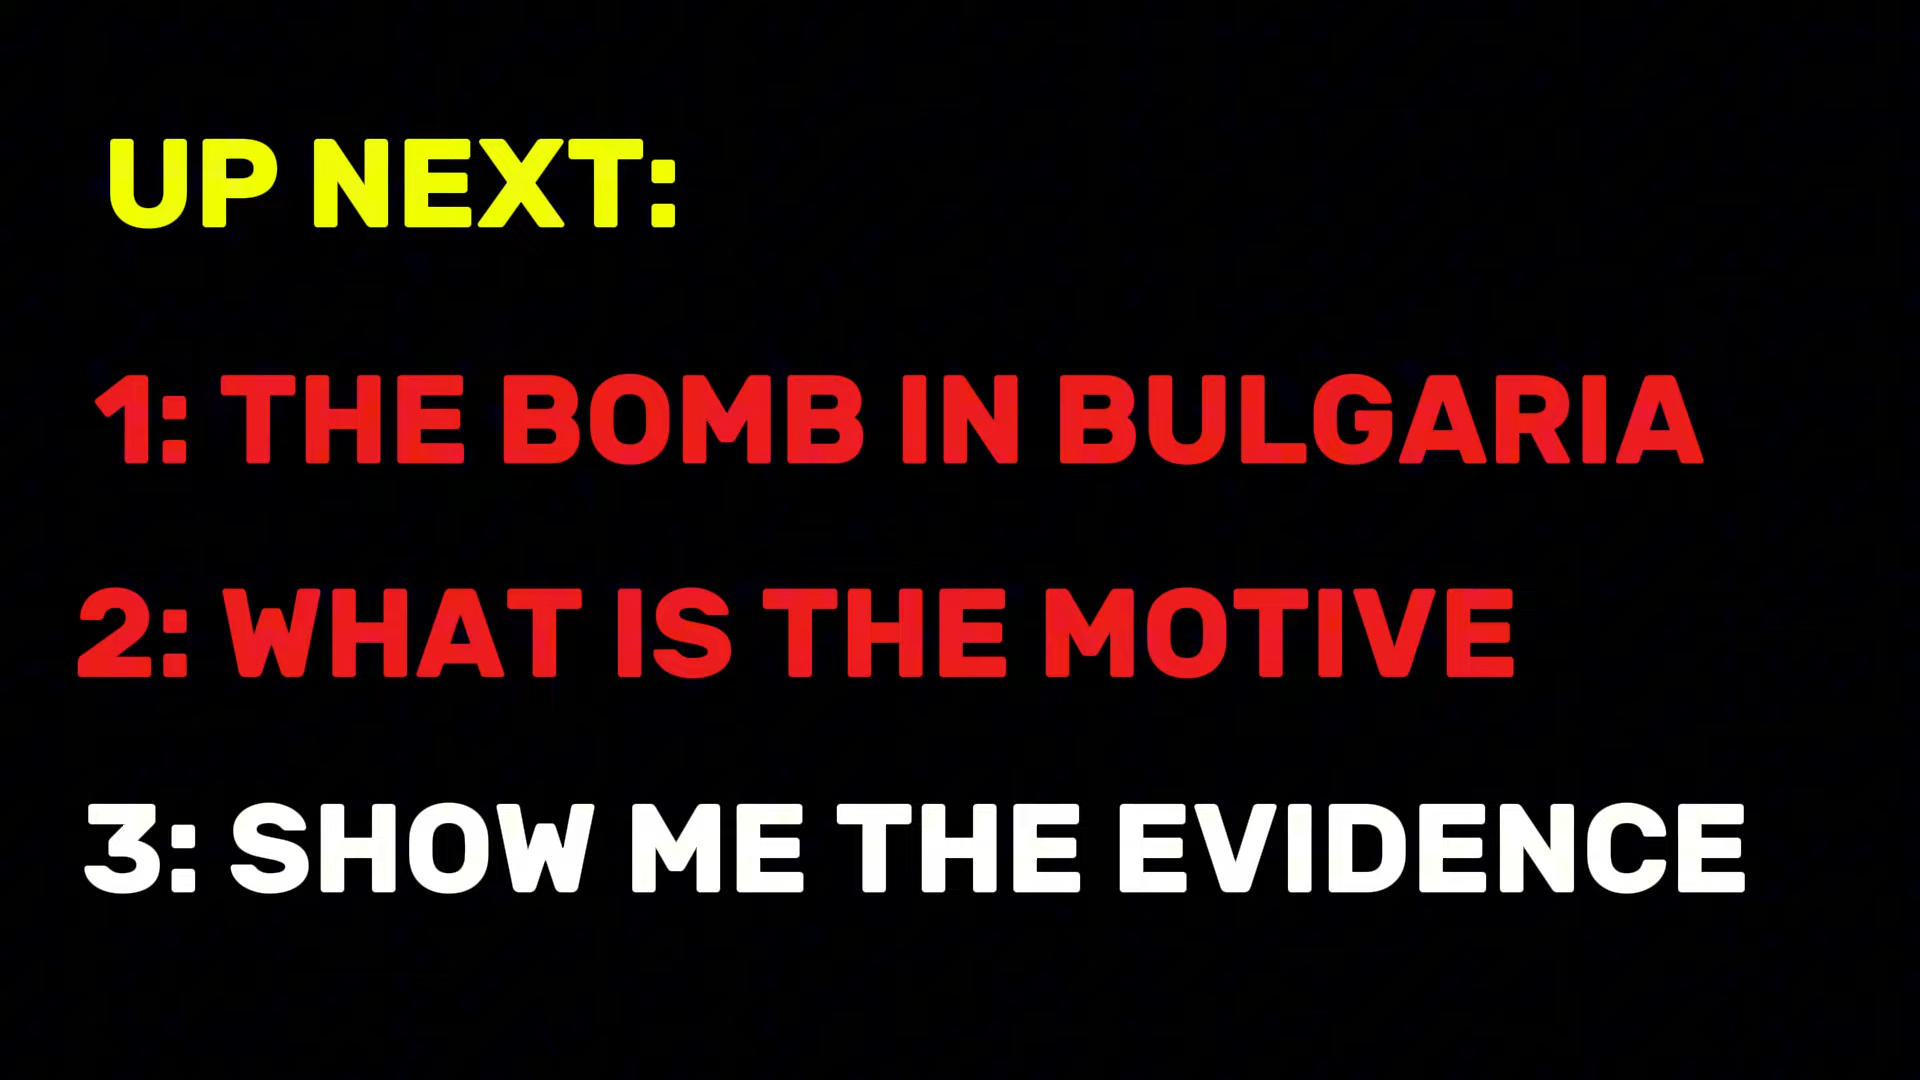 UP NEXT:
1: THE BOMB IN BULGARIA
2: WHAT IS THE MOTIVE
3: SHOW ME THE EVIDENCE